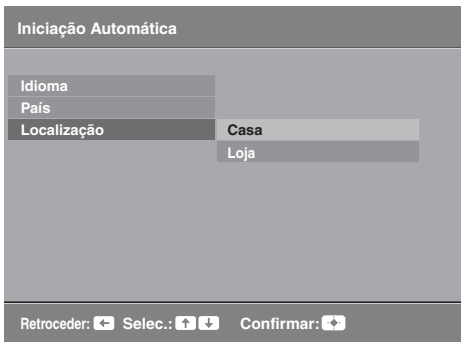 Iniciação Automática
Idioma
País
Localização Casa
Loja
Retroceder: Selec.: Confirmar: